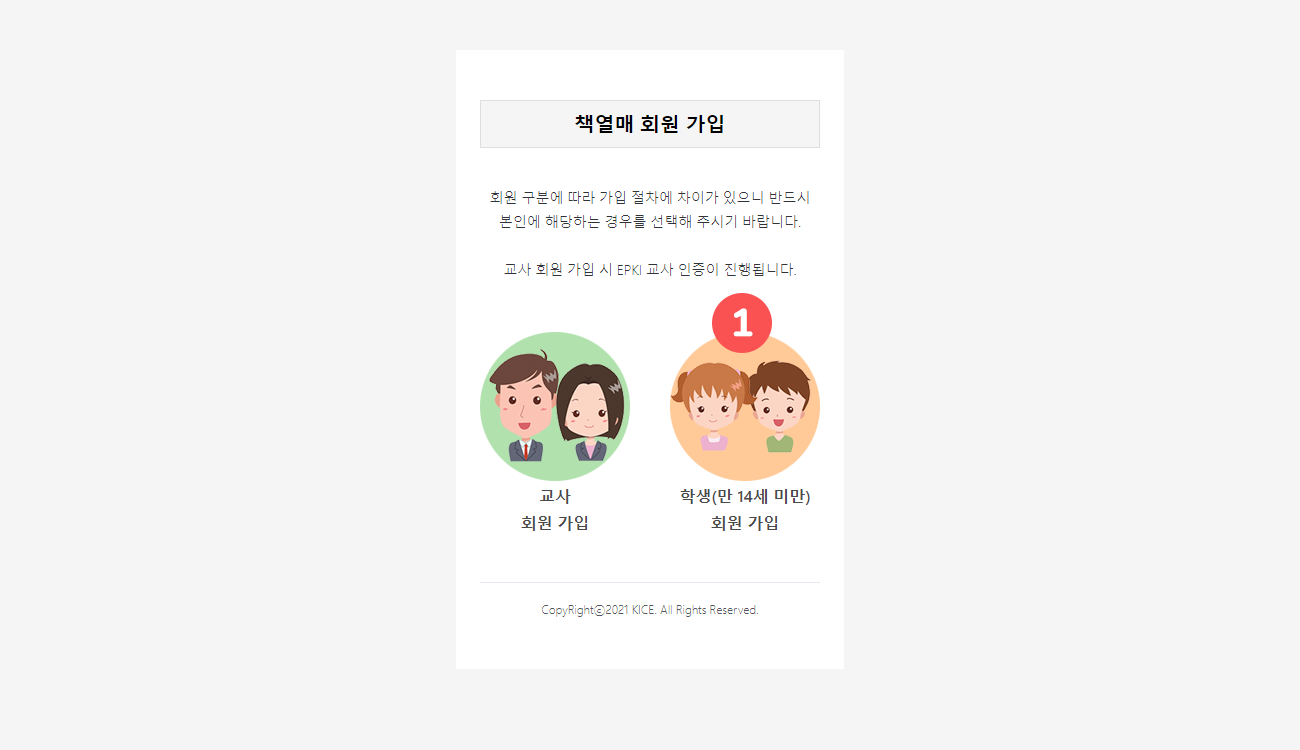 책열매 회원 가입
회원 구분에 따라 가입 절차에 차이가 있으니 반드시
본인에 해당하는 경우를 선택해 주시기 바랍니다.
교사 회원 가입 시 EPKI 교사 인증이 진행됩니다.
1
교사
회원 가입
학생(만 14세 미만)
회원 가입
CopyRightⓒ2021 KICE. All Rights Reserved.